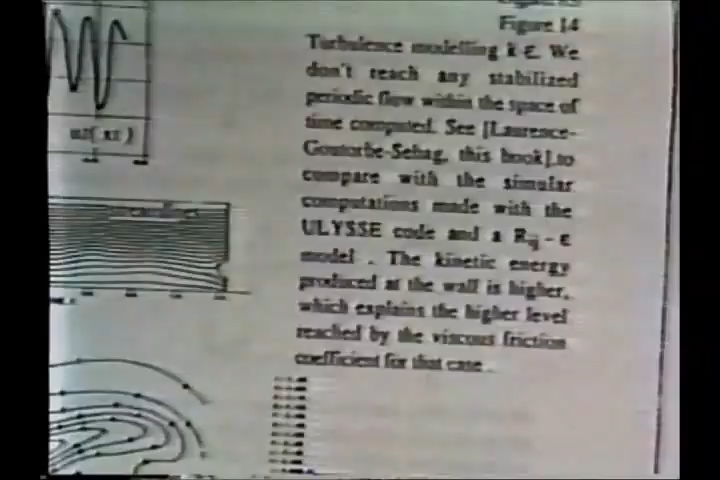 Figure 14
Turbulence modelling k-ε. We
don't reach any stabilized
periodic flow within the space of
time computed. See [Laurence-
Goutorbe-Sebag, this book] to
compare with the simular
computations made with the
ULYSSE code and a Rij - ε
model . The kinetic energy
produced at the wall is higher,
which explains the higher level
reached by the viscous friction
coefficient for that case .
streamlines